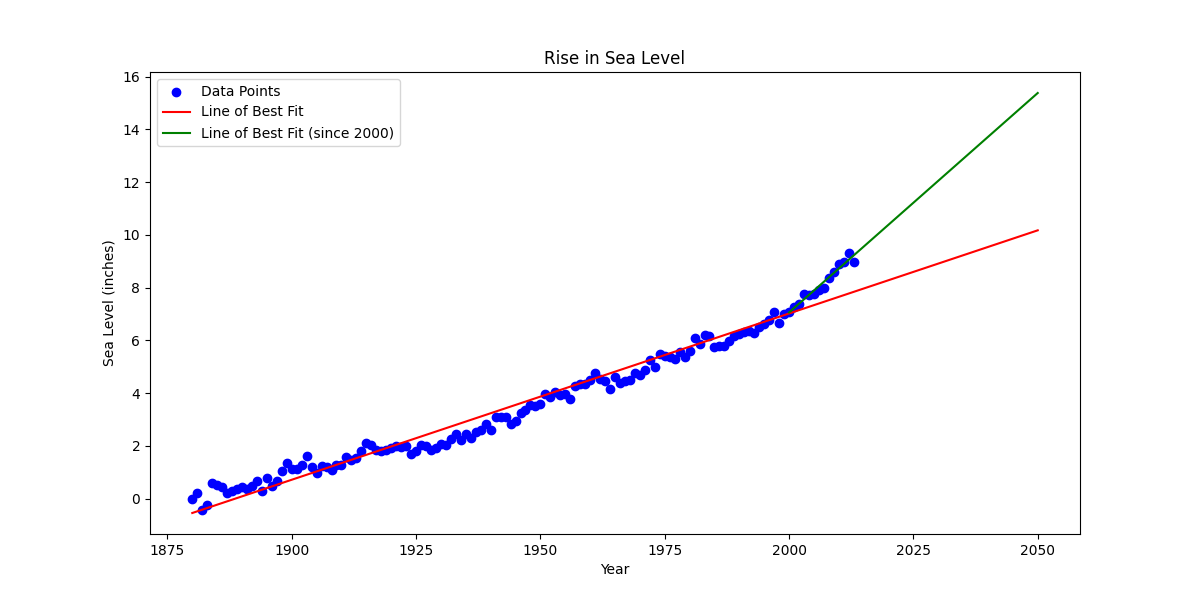 Rise in Sea Level
Data Points
Line of Best Fit
Line of Best Fit (since 2000)
Sea Level (inches)
16
14
12
10
8
6
4
2
0
1875 1900 1925 1950 1975 2000 2025 2050
Year